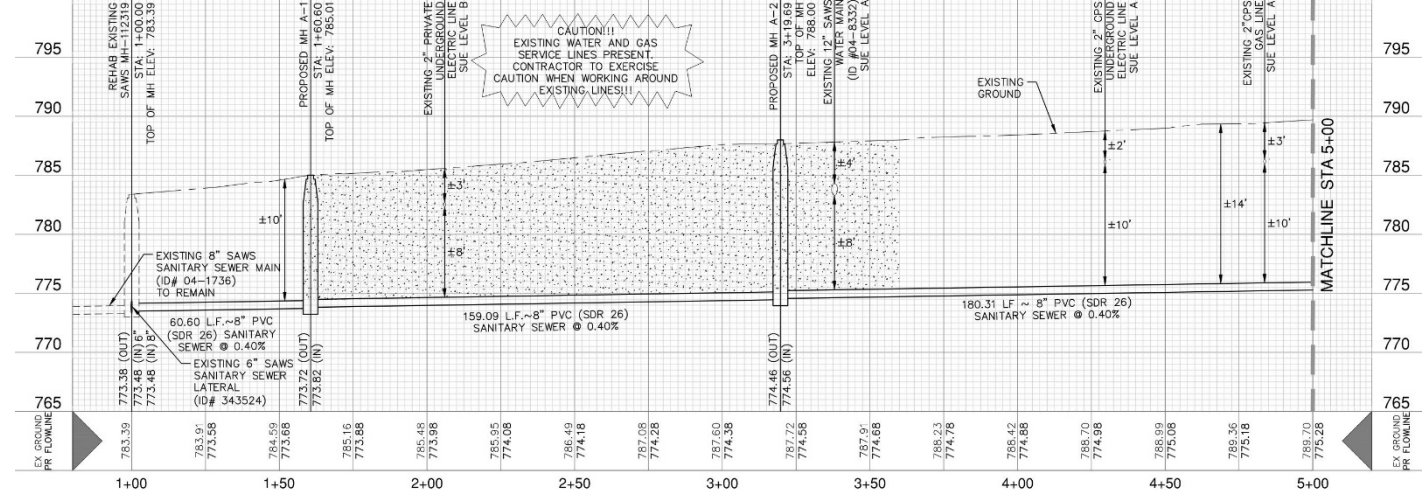 REHAB EXISTING
SAWS MH-112319
STA: 1+00.00
TOP OF MH ELEV: 783.39
PROPOSED MH A-1
STA: 1+60.60
TOP OF MH ELEV: 785.01
EXISTING 2" PRIVATE
UNDERGROUND
ELECTRIC LINE
SUE LEVEL B
CAUTION!!!
EXISTING WATER AND GAS
SERVICE LINES PRESENT.
CONTRACTOR TO EXERCISE
CAUTION WHEN WORKING AROUND
EXISTING LINES!!!
PROPOSED MH A-2
STA: 3+19.69
TOP OF MH
ELEV: 788.00
EXISTING 12" SAWS
WATER MAIN
(ID #04-8332)
SUE LEVEL A
EXISTING
GROUND
EXISTING 2" CPS
UNDERGROUND
ELECTRIC LINE
SUE LEVEL A
EXISTING 2"CPS
GAS LINE
SUE LEVEL A
795
790
785
780
775
770
765
795
790
785
780
775
770
765
MATCHLINE STA 5+00
±10'
±3'
±8'
±4'
±8'
±2'
±10'
±14'
±3'
±10'
EXISTING 8" SAWS
SANITARY SEWER MAIN
(ID# 04-1736)
TO REMAIN
60.60 L.F.~8" PVC
(SDR 26) SANITARY
SEWER @ 0.40%
EXISTING 6" SAWS
SANITARY SEWER
LATERAL
(ID# 343524)
159.09 L.F.~8" PVC (SDR 26)
SANITARY SEWER @ 0.40%
180.31 LF ~ 8" PVC (SDR 26)
SANITARY SEWER @ 0.40%
773.38 (OUT)
773.48 (IN) 6"
773.48 (IN) 8"
773.72 (OUT)
773.82 (IN)
774.46 (OUT)
774.56 (IN)
EX GROUND
PR FLOWLINE
783.39
783.91
773.58
784.59
773.68
785.16
773.88
785.48
773.98
785.95
774.08
786.49
774.18
787.08
774.28
787.60
774.38
787.72
774.58
787.91
774.68
788.23
774.78
788.42
774.88
788.70
774.98
788.99
775.08
789.36
775.18
789.70
775.28
EX GROUND
PR FLOWLINE
1+00
1+50
2+00
2+50
3+00
3+50
4+00
4+50
5+00